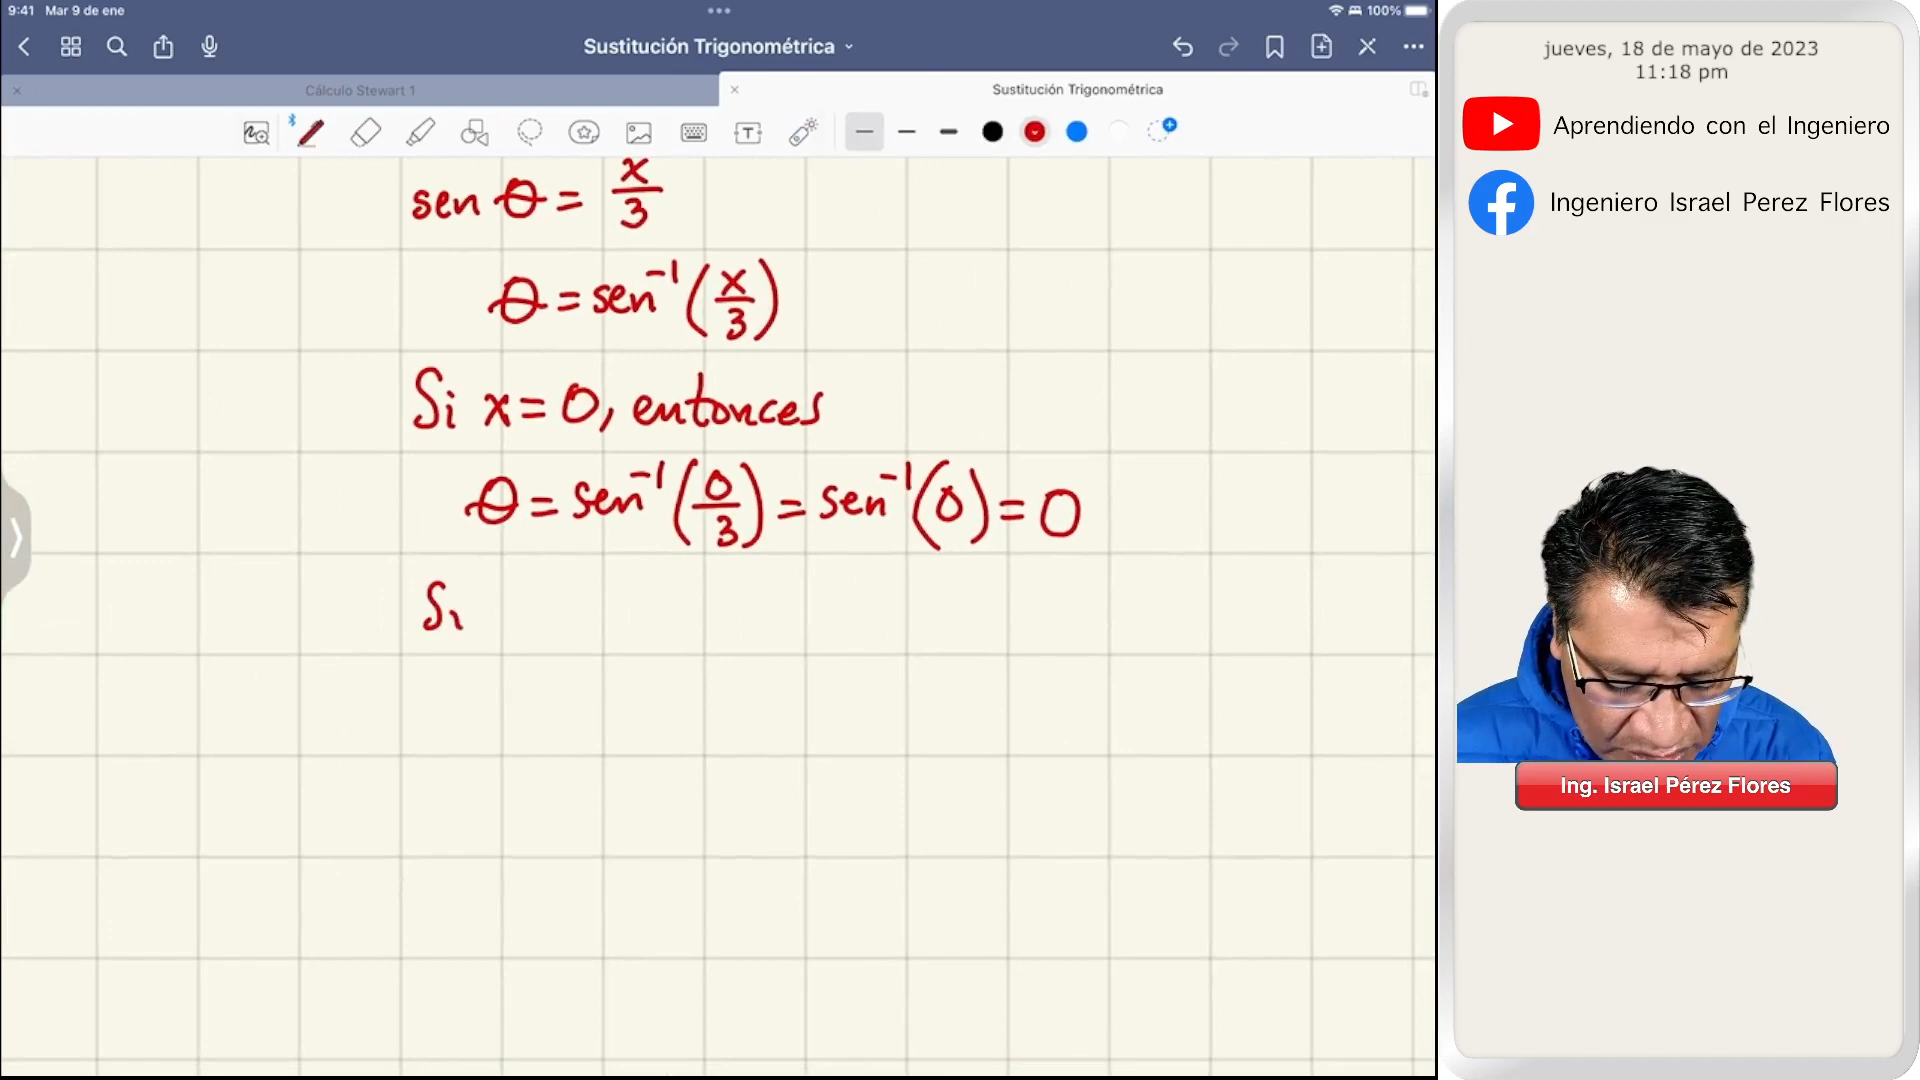 9:41 Mar 9 de ene
100%
Sustitución Trigonométrica
Cálculo Stewart 1
Sustitución Trigonométrica
T
sen θ = x/3
θ = sen⁻¹(x/3)
Si x = 0, entonces
θ = sen⁻¹(0/3) = sen⁻¹(0) = 0
Si
jueves, 18 de mayo de 2023
11:18 pm
Aprendiendo con el Ingeniero
Ingeniero Israel Perez Flores
Ing. Israel Pérez Flores